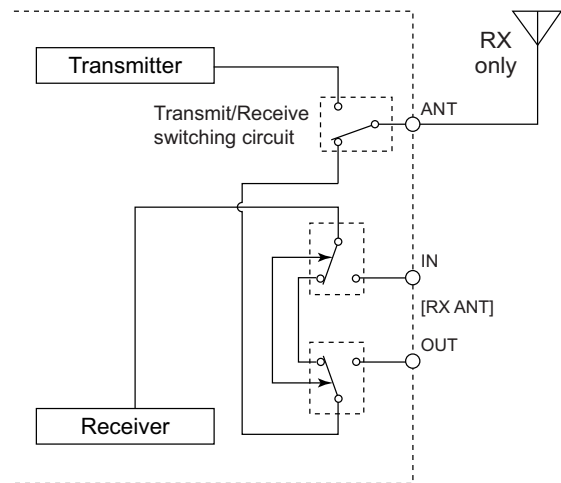 Transmitter
RX
only
Transmit/Receive
switching circuit
ANT
IN
[RX ANT]
OUT
Receiver